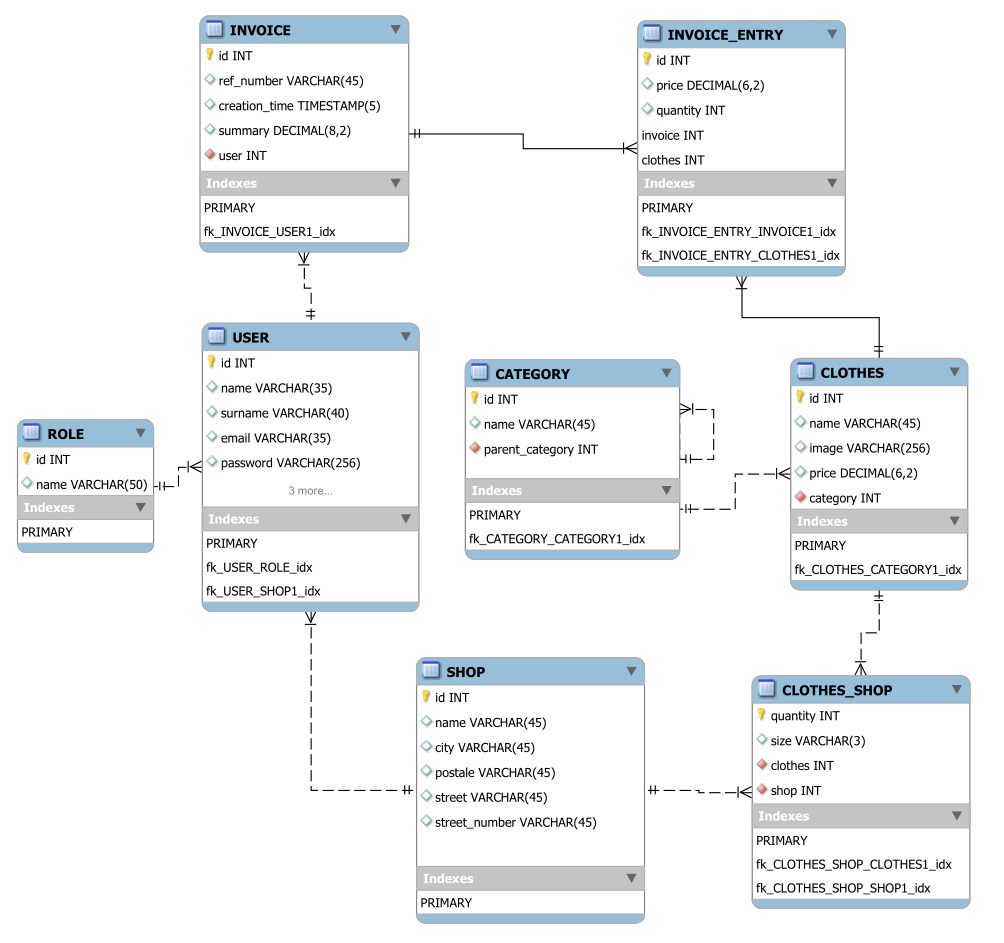 INVOICE
id INT
ref_number VARCHAR(45)
creation_time TIMESTAMP(5)
summary DECIMAL(8,2)
user INT
Indexes
PRIMARY
fk_INVOICE_USER1_idx
INVOICE_ENTRY
id INT
price DECIMAL(6,2)
quantity INT
invoice INT
clothes INT
Indexes
PRIMARY
fk_INVOICE_ENTRY_INVOICE1_idx
fk_INVOICE_ENTRY_CLOTHES1_idx
USER
id INT
name VARCHAR(35)
surname VARCHAR(40)
email VARCHAR(35)
password VARCHAR(256)
3 more...
Indexes
PRIMARY
fk_USER_ROLE_idx
fk_USER_SHOP1_idx
ROLE
id INT
name VARCHAR(50)
Indexes
PRIMARY
CATEGORY
id INT
name VARCHAR(45)
parent_category INT
Indexes
PRIMARY
fk_CATEGORY_CATEGORY1_idx
CLOTHES
id INT
name VARCHAR(45)
image VARCHAR(256)
price DECIMAL(6,2)
category INT
Indexes
PRIMARY
fk_CLOTHES_CATEGORY1_idx
SHOP
id INT
name VARCHAR(45)
city VARCHAR(45)
postale VARCHAR(45)
street VARCHAR(45)
street_number VARCHAR(45)
Indexes
PRIMARY
CLOTHES_SHOP
quantity INT
size VARCHAR(3)
clothes INT
shop INT
Indexes
PRIMARY
fk_CLOTHES_SHOP_CLOTHES1_idx
fk_CLOTHES_SHOP_SHOP1_idx